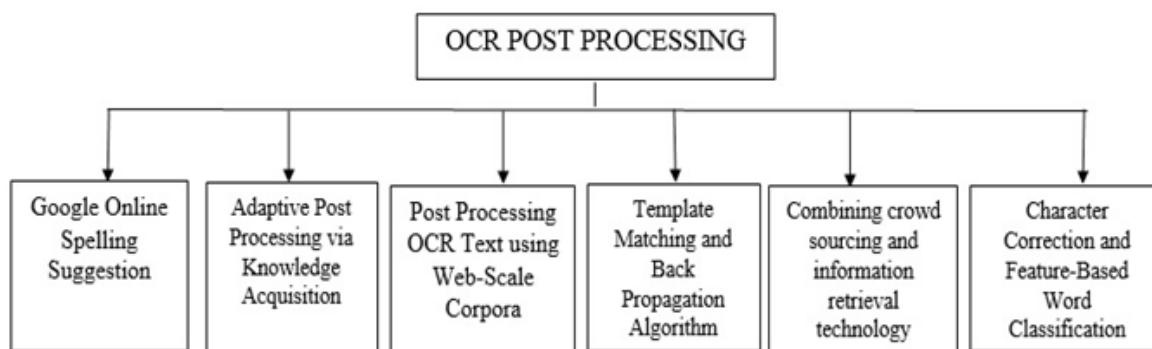 OCR POST PROCESSING
Google Online
Spelling
Suggestion
Adaptive Post
Processing via
Knowledge
Acquisition
Post Processing
OCR Text using
Web-Scale
Corpora
Template
Matching and
Back
Propagation
Algorithm
Combining crowd
sourcing and
information
retrieval
technology
Character
Correction and
Feature-Based
Word
Classification